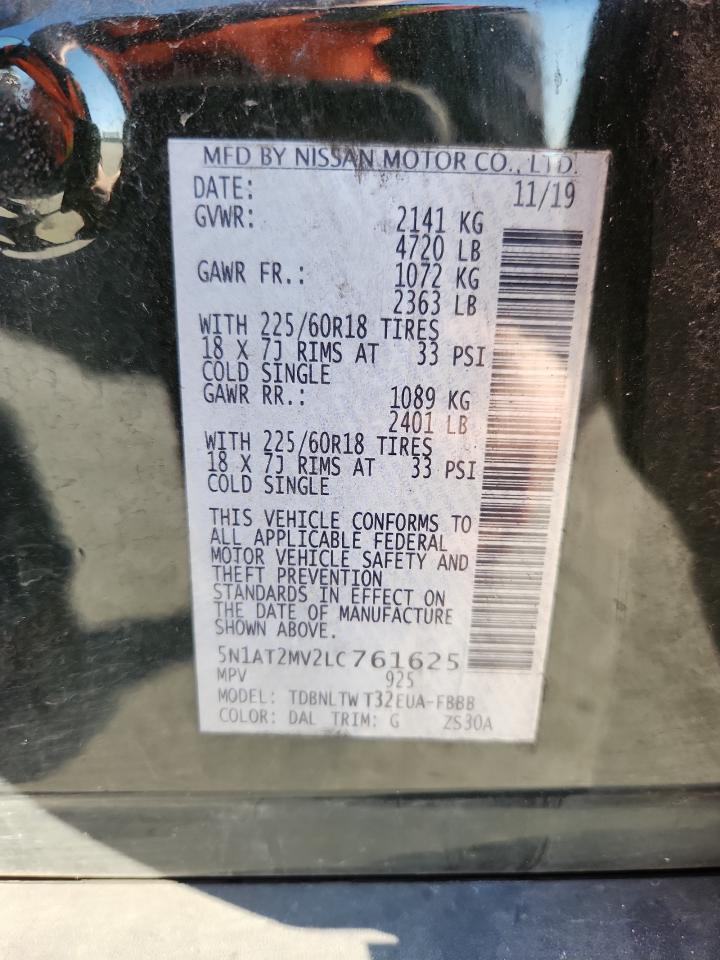 MFD BY NISSAN MOTOR CO., LTD.
DATE: 11/19
GVWR: 2141 KG
4720 LB
GAWR FR.: 1072 KG
2363 LB
WITH 225/60R18 TIRES
18 X 7J RIMS AT 33 PSI
COLD SINGLE
GAWR RR.: 1089 KG
2401 LB
WITH 225/60R18 TIRES
18 X 7J RIMS AT 33 PSI
COLD SINGLE
THIS VEHICLE CONFORMS TO
ALL APPLICABLE FEDERAL
MOTOR VEHICLE SAFETY AND
THEFT PREVENTION
STANDARDS IN EFFECT ON
THE DATE OF MANUFACTURE
SHOWN ABOVE.
5N1AT2MV2LC761625
MPV 925
MODEL: TDBNLTW T32EUA-FBBB
COLOR: DAL TRIM: G ZS30A